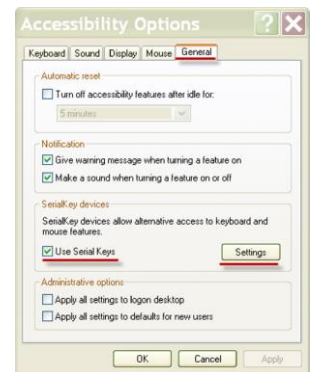 Accessibility Options
Keyboard Sound Display Mouse General
Automatic reset
Turn off accessibility features after idle for:
5 minutes
Notification
Give warning message when turning a feature on
Make a sound when turning a feature on or off
SerialKey devices
SerialKey devices allow alternative access to keyboard and
mouse features.
Use Serial Keys Settings
Administrative options
Apply all settings to logon desktop
Apply all settings to defaults for new users
OK Cancel Apply